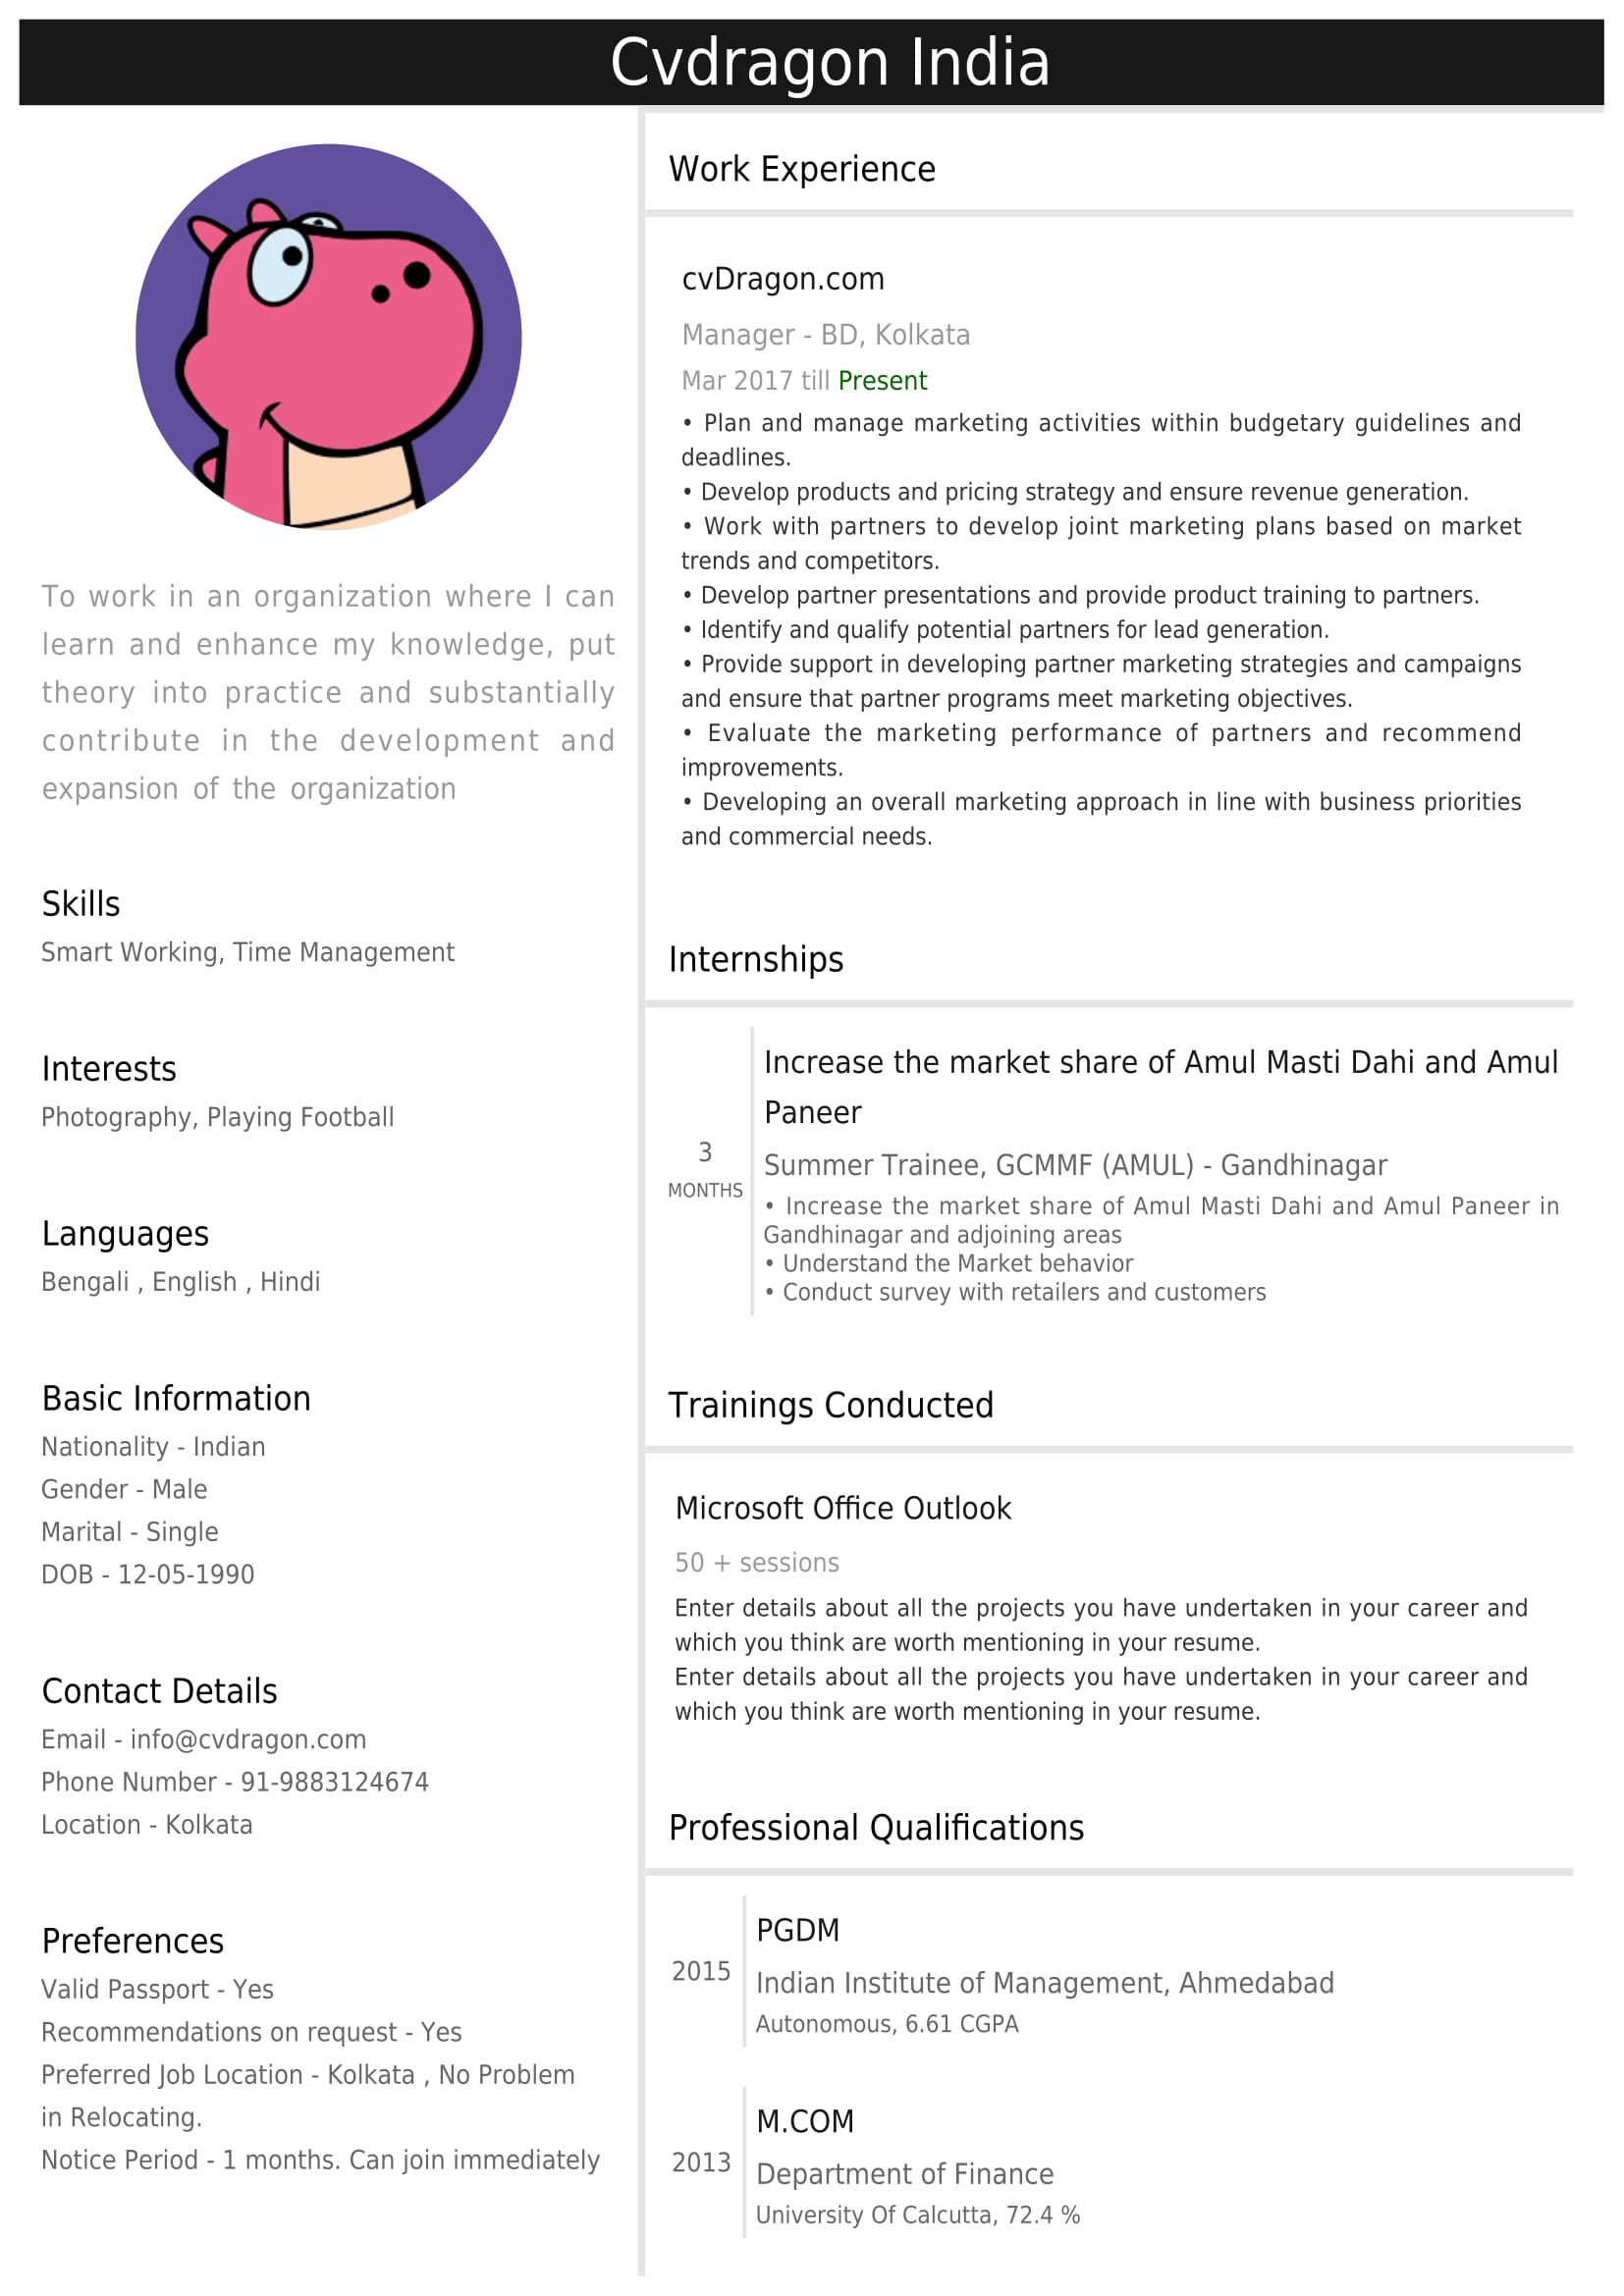 Cvdragon India
To work in an organization where I can
learn and enhance my knowledge, put
theory into practice and substantially
contribute in the development and
expansion of the organization
Skills
Smart Working, Time Management
Interests
Photography, Playing Football
Languages
Bengali , English , Hindi
Basic Information
Nationality - Indian
Gender - Male
Marital - Single
DOB - 12-05-1990
Contact Details
Email - info@cvdragon.com
Phone Number - 91-9883124674
Location - Kolkata
Preferences
Valid Passport - Yes
Recommendations on request - Yes
Preferred Job Location - Kolkata , No Problem
in Relocating.
Notice Period - 1 months. Can join immediately
Work Experience
cvDragon.com
Manager - BD, Kolkata
Mar 2017 till Present
• Plan and manage marketing activities within budgetary guidelines and
deadlines.
• Develop products and pricing strategy and ensure revenue generation.
• Work with partners to develop joint marketing plans based on market
trends and competitors.
• Develop partner presentations and provide product training to partners.
• Identify and qualify potential partners for lead generation.
• Provide support in developing partner marketing strategies and campaigns
and ensure that partner programs meet marketing objectives.
• Evaluate the marketing performance of partners and recommend
improvements.
• Developing an overall marketing approach in line with business priorities
and commercial needs.
Internships
3
MONTHS
Increase the market share of Amul Masti Dahi and Amul
Paneer
Summer Trainee, GCMMF (AMUL) - Gandhinagar
• Increase the market share of Amul Masti Dahi and Amul Paneer in
Gandhinagar and adjoining areas
• Understand the Market behavior
• Conduct survey with retailers and customers
Trainings Conducted
Microsoft Office Outlook
50 + sessions
Enter details about all the projects you have undertaken in your career and
which you think are worth mentioning in your resume.
Enter details about all the projects you have undertaken in your career and
which you think are worth mentioning in your resume.
Professional Qualifications
2015
PGDM
Indian Institute of Management, Ahmedabad
Autonomous, 6.61 CGPA
2013
M.COM
Department of Finance
University Of Calcutta, 72.4 %